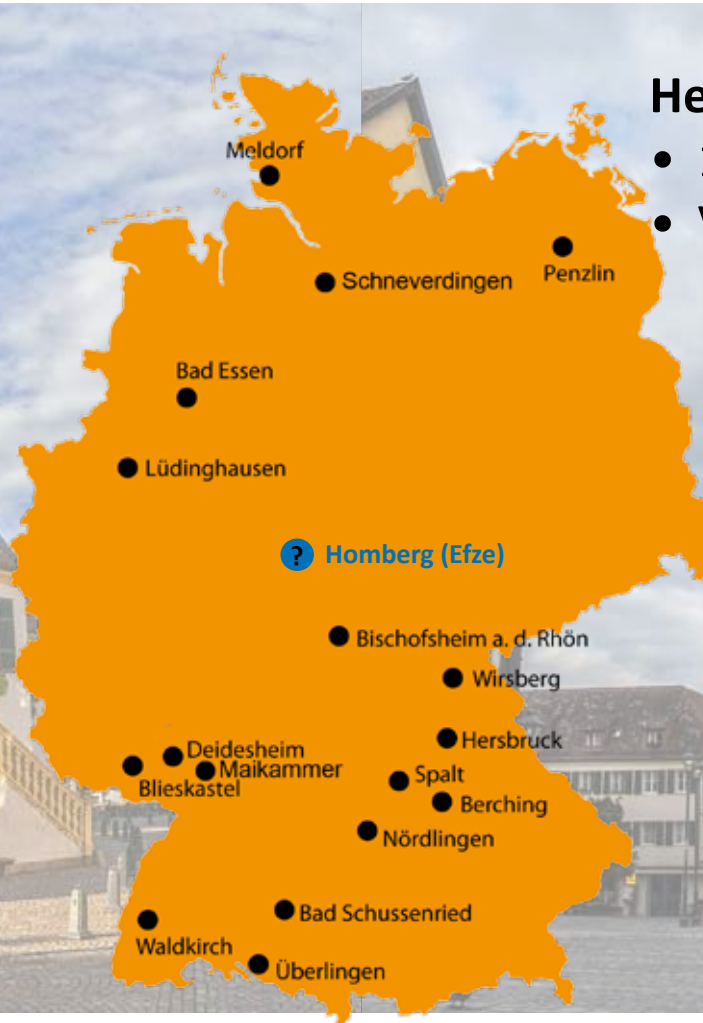 He
Meldorf
Penzlin
Schneverdingen
Bad Essen
Lüdinghausen
? Homberg (Efze)
Bischofsheim a. d. Rhön
Wirsberg
Hersbruck
Deidesheim
Maikammer
Spalt
Blieskastel
Berching
Nördlingen
Bad Schussenried
Waldkirch
Überlingen